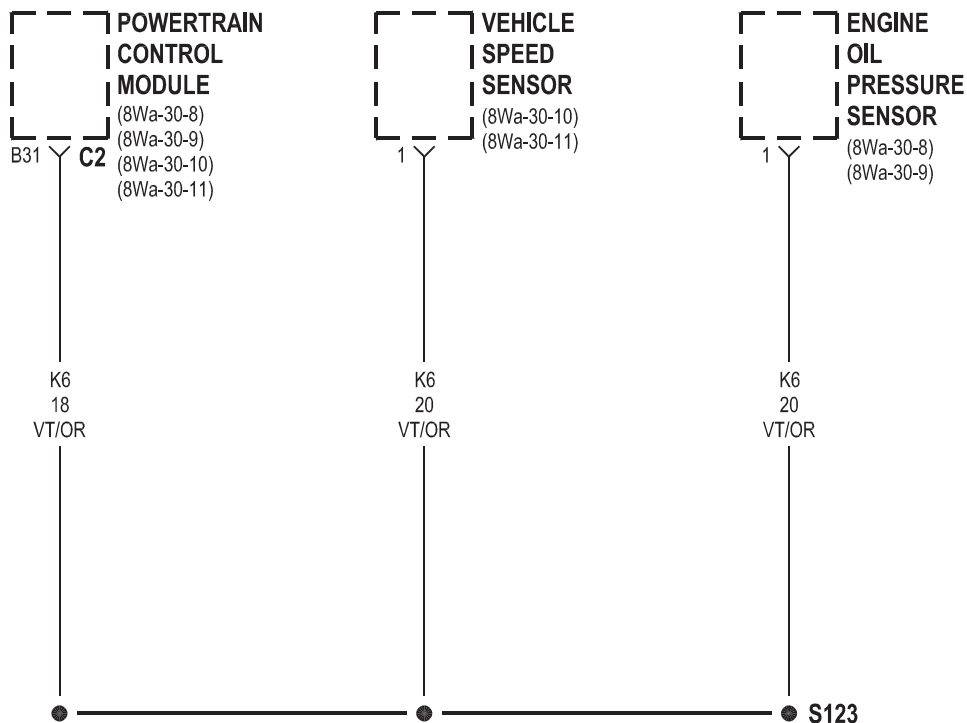 POWERTRAIN
CONTROL
MODULE
(8Wa-30-8)
(8Wa-30-9)
(8Wa-30-10)
(8Wa-30-11)
B31
C2
VEHICLE
SPEED
SENSOR
(8Wa-30-10)
(8Wa-30-11)
1
ENGINE
OIL
PRESSURE
SENSOR
(8Wa-30-8)
(8Wa-30-9)
1
K6
18
VT/OR
K6
20
VT/OR
K6
20
VT/OR
S123